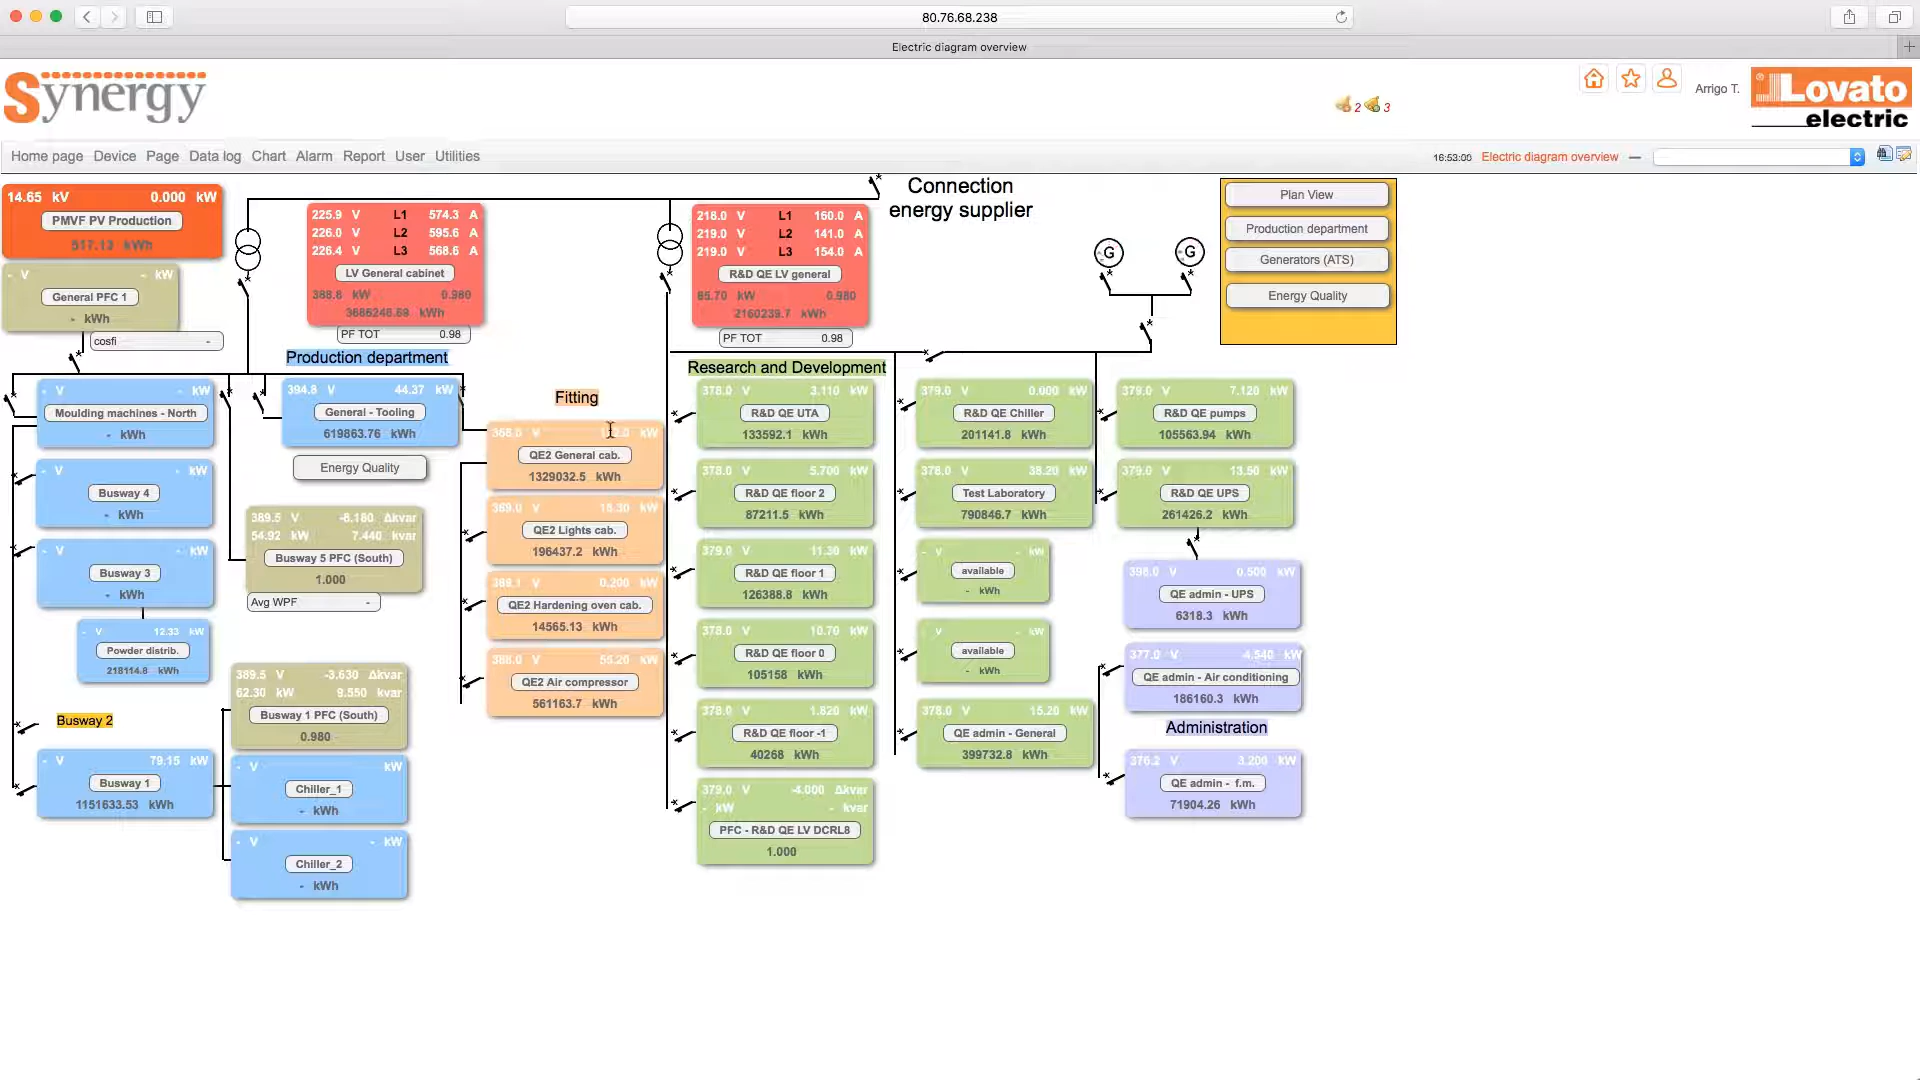 80.76.68.238
Electric diagram overview
Synergy
2 3
Arrigo T.
Lovato
electric
Home page Device Page Data log Chart Alarm Report User Utilities
16:53:00 Electric diagram overview
14.65 kV 0.000 kW
PMVF PV Production
517.13 kWh
- V - kW
General PFC 1
- kWh
cosfi -
225.9 V L1 574.3 A
226.0 V L2 595.6 A
226.4 V L3 568.6 A
LV General cabinet
388.8 kW 0.980
kWh
PF TOT 0.98
Connection
energy supplier
218.0 V L1 160.0 A
219.0 V L2 141.0 A
219.0 V L3 154.0 A
R&D QE LV general
85.70 kW 0.980
2160239.7 kWh
PF TOT 0.98
G G
Plan View
Production department
Generators (ATS)
Energy Quality
Production department
- V - kW
Moulding machines - North
- kWh
- V - kW
Busway 4
- kWh
- V - kW
Busway 3
- kWh
- V 12.33 kW
Powder distrib.
218114.8 kWh
Busway 2
- V 79.15 kW
Busway 1
1151633.53 kWh
394.8 V 44.37 kW
General - Tooling
619863.76 kWh
Energy Quality
389.5 V -8.180 Δkvar
54.92 kW 7.440 kvar
Busway 5 PFC (South)
1.000
Avg WPF -
389.5 V -3.630 Δkvar
62.30 kW 9.550 kvar
Busway 1 PFC (South)
0.980
- V kW
Chiller_1
- kWh
- V - kW
Chiller_2
- kWh
Fitting
V kW
QE2 General cab.
1329032.5 kWh
389.0 V 15.30 kW
QE2 Lights cab.
196437.2 kWh
389.1 V 0.200 kW
QE2 Hardening oven cab.
14565.13 kWh
388.0 V 55.20 kW
QE2 Air compressor
561163.7 kWh
Research and Development
378.0 V 3.110 kW
R&D QE UTA
133592.1 kWh
378.0 V 5.700 kW
R&D QE floor 2
87211.5 kWh
379.0 V 11.30 kW
R&D QE floor 1
126388.8 kWh
378.0 V 10.70 kW
R&D QE floor 0
105158 kWh
378.0 V 1.820 kW
R&D QE floor -1
40268 kWh
379.0 V -4.000 Δkvar
- kW - kvar
PFC - R&D QE LV DCRL8
1.000
379.0 V 0.000 kW
R&D QE Chiller
201141.8 kWh
378.0 V 38.20 kW
Test Laboratory
790846.7 kWh
- V - kW
available
- kWh
V - kW
available
- kWh
378.0 V 15.20 kW
QE admin - General
399732.8 kWh
379.0 V 7.120 kW
R&D QE pumps
105563.94 kWh
379.0 V 13.50 kW
R&D QE UPS
261426.2 kWh
398.0 V 0.500 kW
QE admin - UPS
6318.3 kWh
377.0 V 4.540 kW
QE admin - Air conditioning
186160.3 kWh
Administration
376.2 V 3.200 kW
QE admin - f.m.
71904.26 kWh